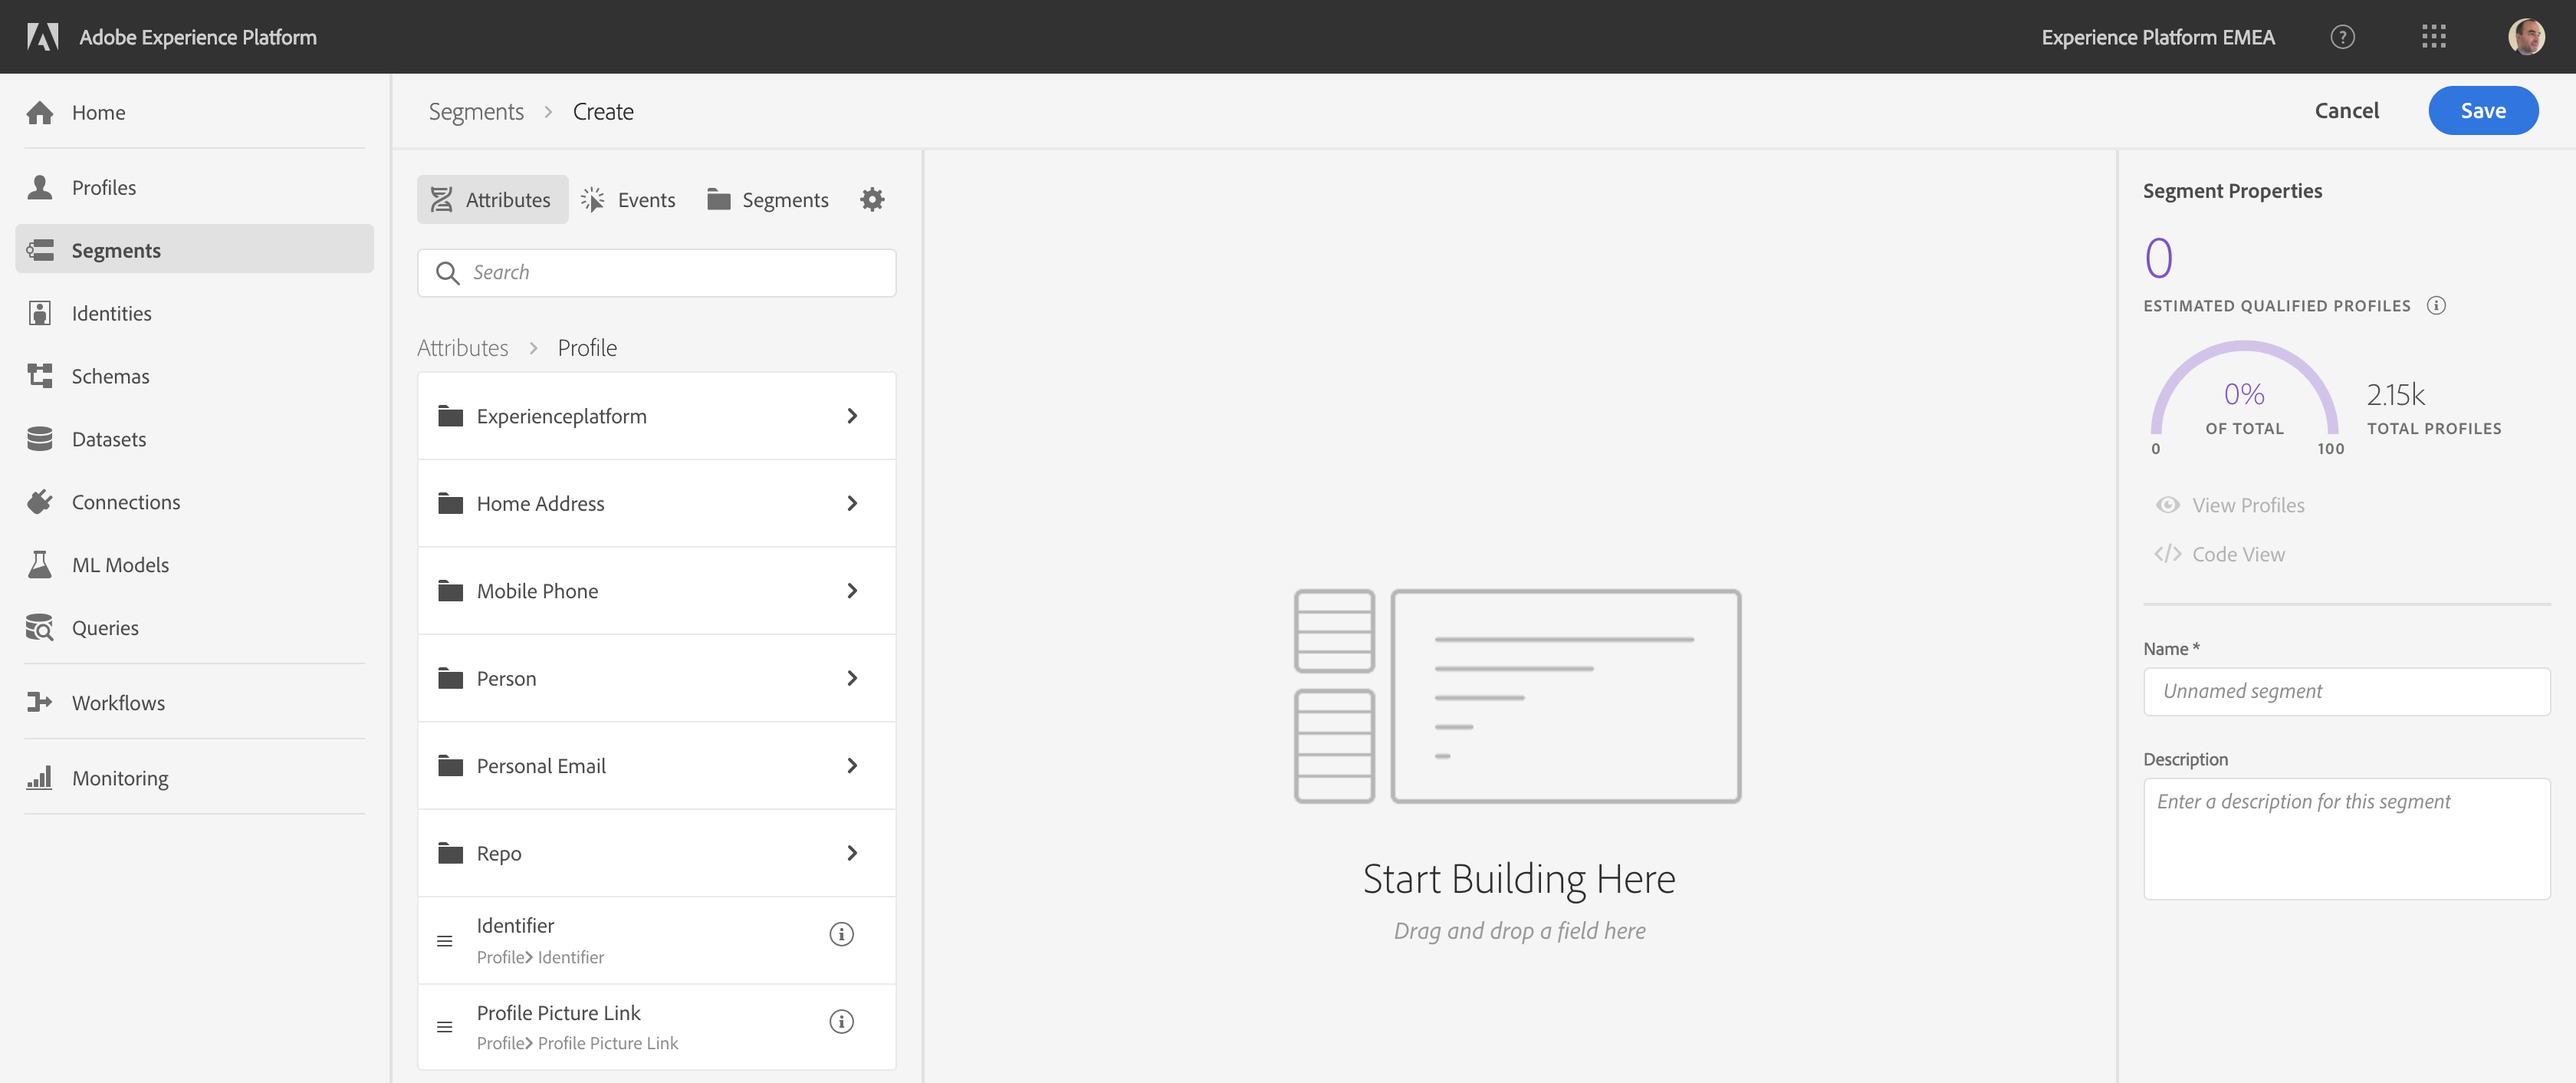 Adobe Experience Platform
Experience Platform EMEA
Home
Profiles
Segments
Identities
Schemas
Datasets
Connections
ML Models
Queries
Workflows
Monitoring
Segments > Create
Cancel
Save
Attributes
Events
Segments
Search
Attributes > Profile
Experienceplatform
Home Address
Mobile Phone
Person
Personal Email
Repo
Identifier
Profile> Identifier
Profile Picture Link
Profile> Profile Picture Link
Start Building Here
Drag and drop a field here
Segment Properties
0
ESTIMATED QUALIFIED PROFILES
0%
OF TOTAL
0
100
2.15k
TOTAL PROFILES
View Profiles
</> Code View
Name *
Unnamed segment
Description
Enter a description for this segment